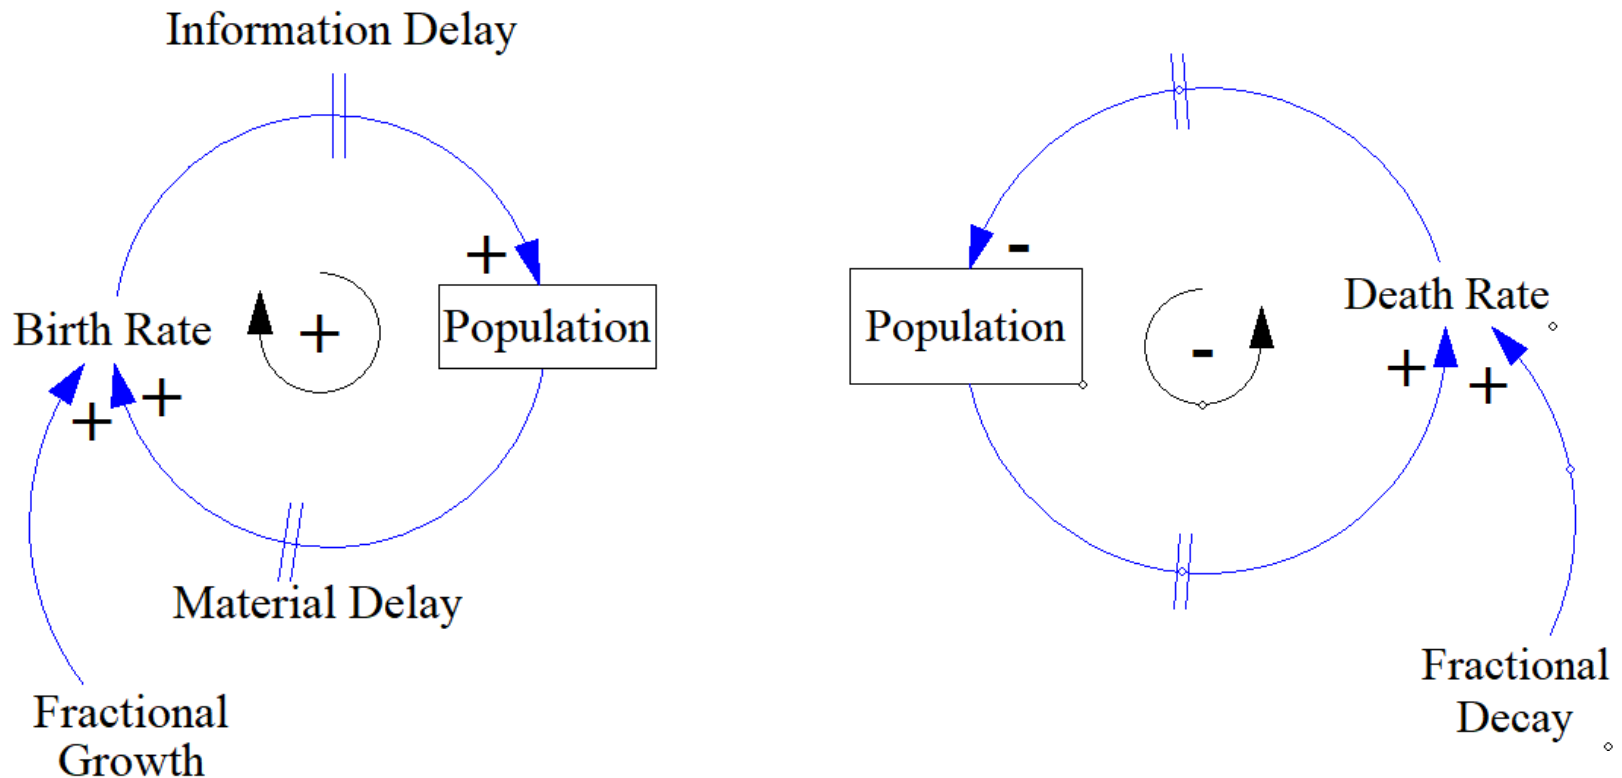 Information Delay
+
Birth Rate
+
Population
+
+
Material Delay
Fractional
Growth
-
Population
-
Death Rate
+
+
Fractional
Decay